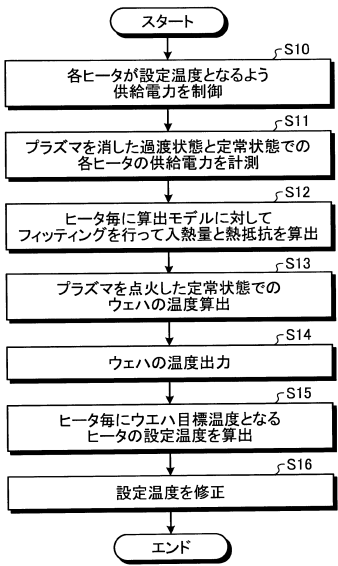 スタート
S10
各ヒータが設定温度となるよう
供給電力を制御
S11
プラズマを消した過渡状態と定常状態での
各ヒータの供給電力を計測
S12
ヒータ毎に算出モデルに対して
フィッティングを行って入熱量と熱抵抗を算出
S13
プラズマを点火した定常状態での
ウェハの温度算出
S14
ウェハの温度出力
S15
ヒータ毎にウエハ目標温度となる
ヒータの設定温度を算出
S16
設定温度を修正
エンド